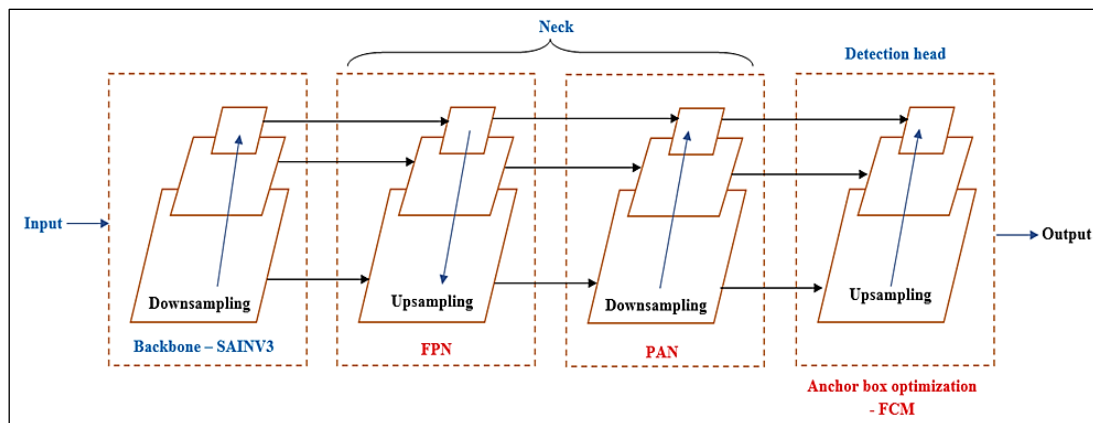 Neck
Detection head
Input
Downsampling
Upsampling
Downsampling
Upsampling
Output
Backbone – SAINV3
FPN
PAN
Anchor box optimization
- FCM